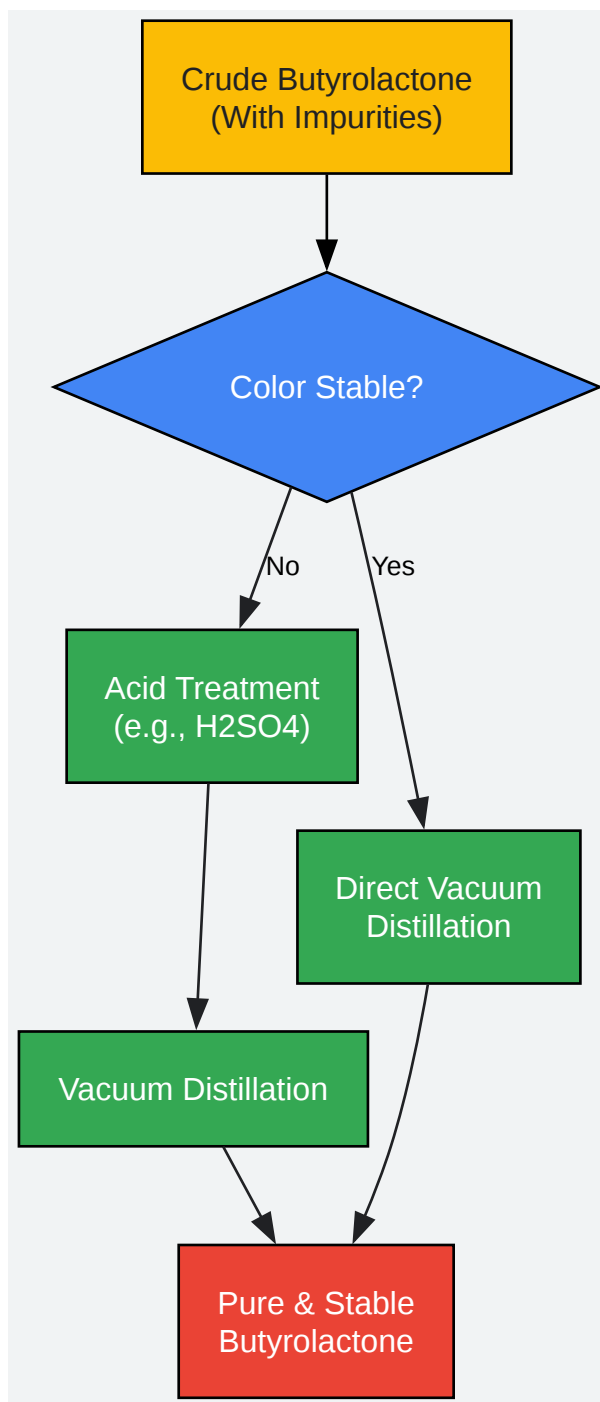 Crude Butyrolactone
(With Impurities)
Color Stable?
No
Yes
Acid Treatment
(e.g., H2SO4)
Direct Vacuum
Distillation
Vacuum Distillation
Pure & Stable
Butyrolactone